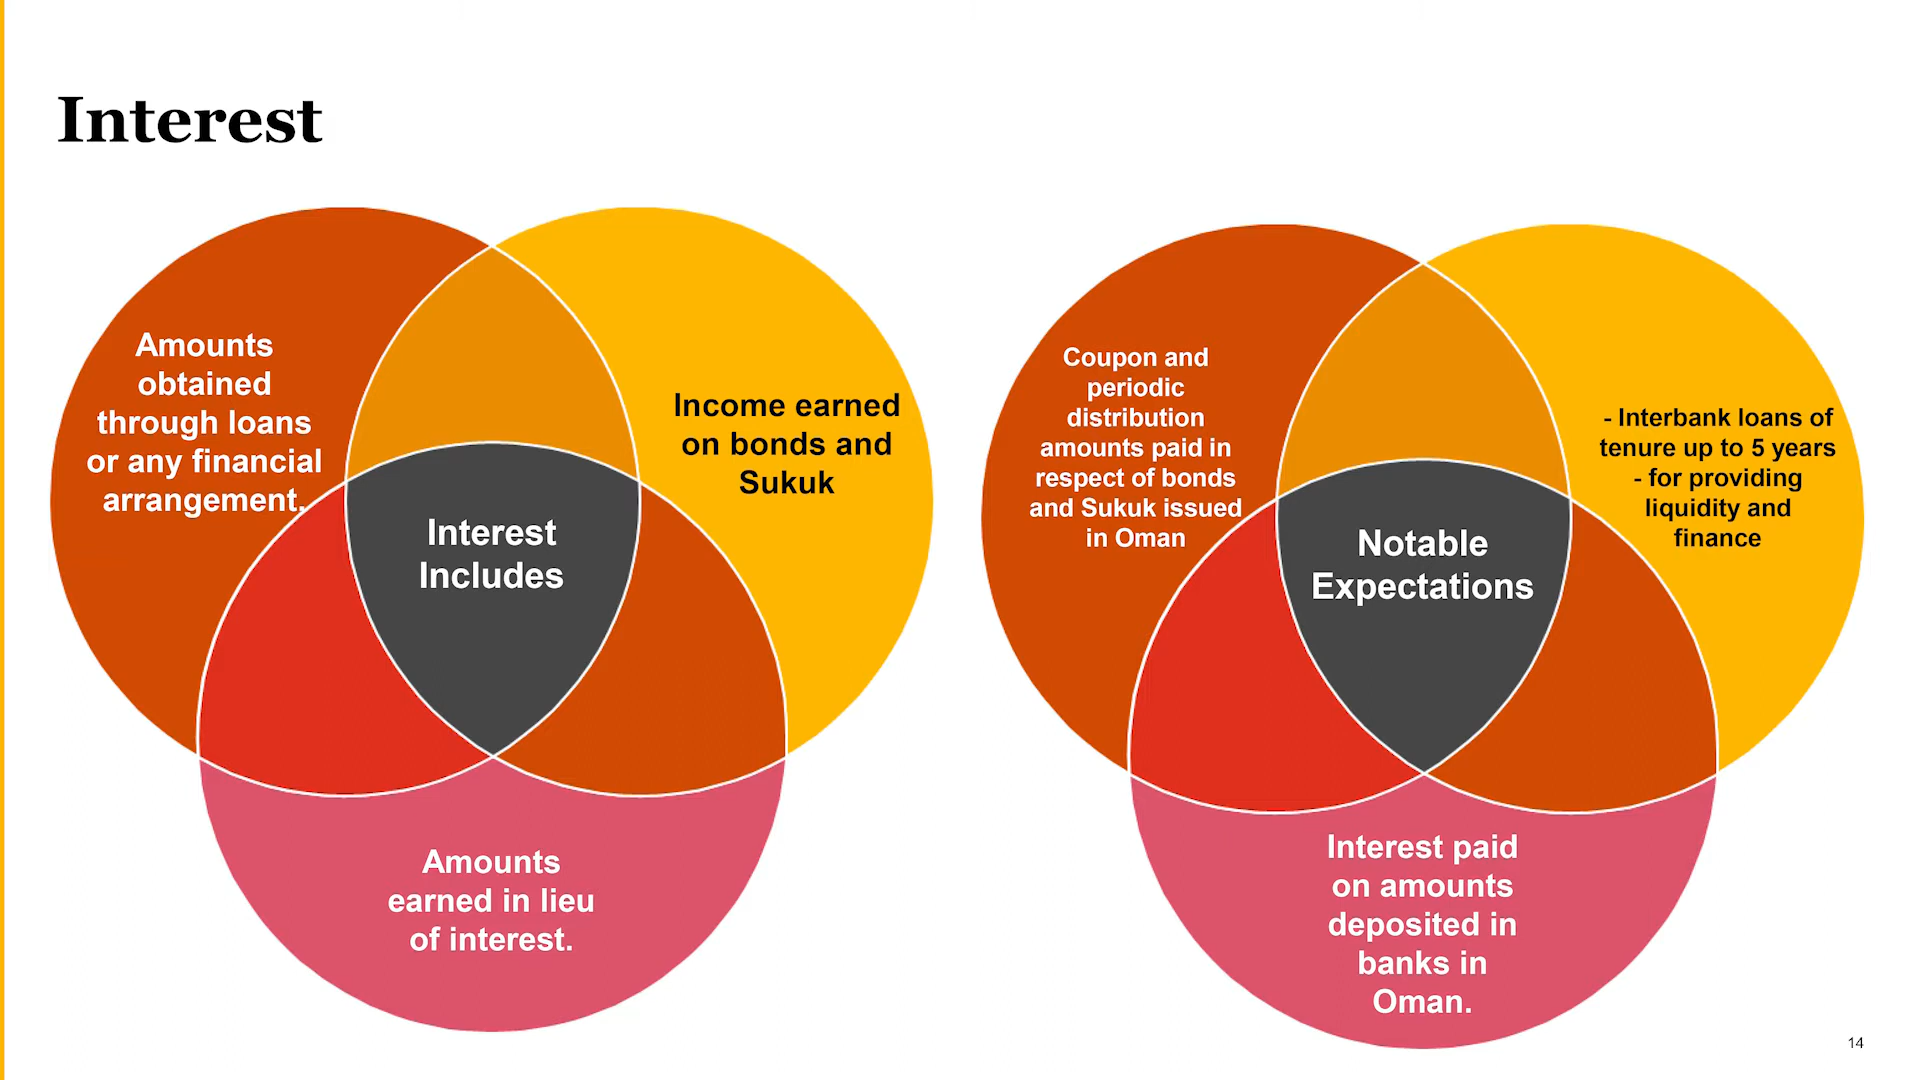 Interest
Amounts
obtained
through loans
or any financial
arrangement.
Income earned
on bonds and
Sukuk
Interest
Includes
Amounts
earned in lieu
of interest.
Coupon and
periodic
distribution
amounts paid in
respect of bonds
and Sukuk issued
in Oman
- Interbank loans of
tenure up to 5 years
- for providing
liquidity and
finance
Notable
Expectations
Interest paid
on amounts
deposited in
banks in
Oman.
14